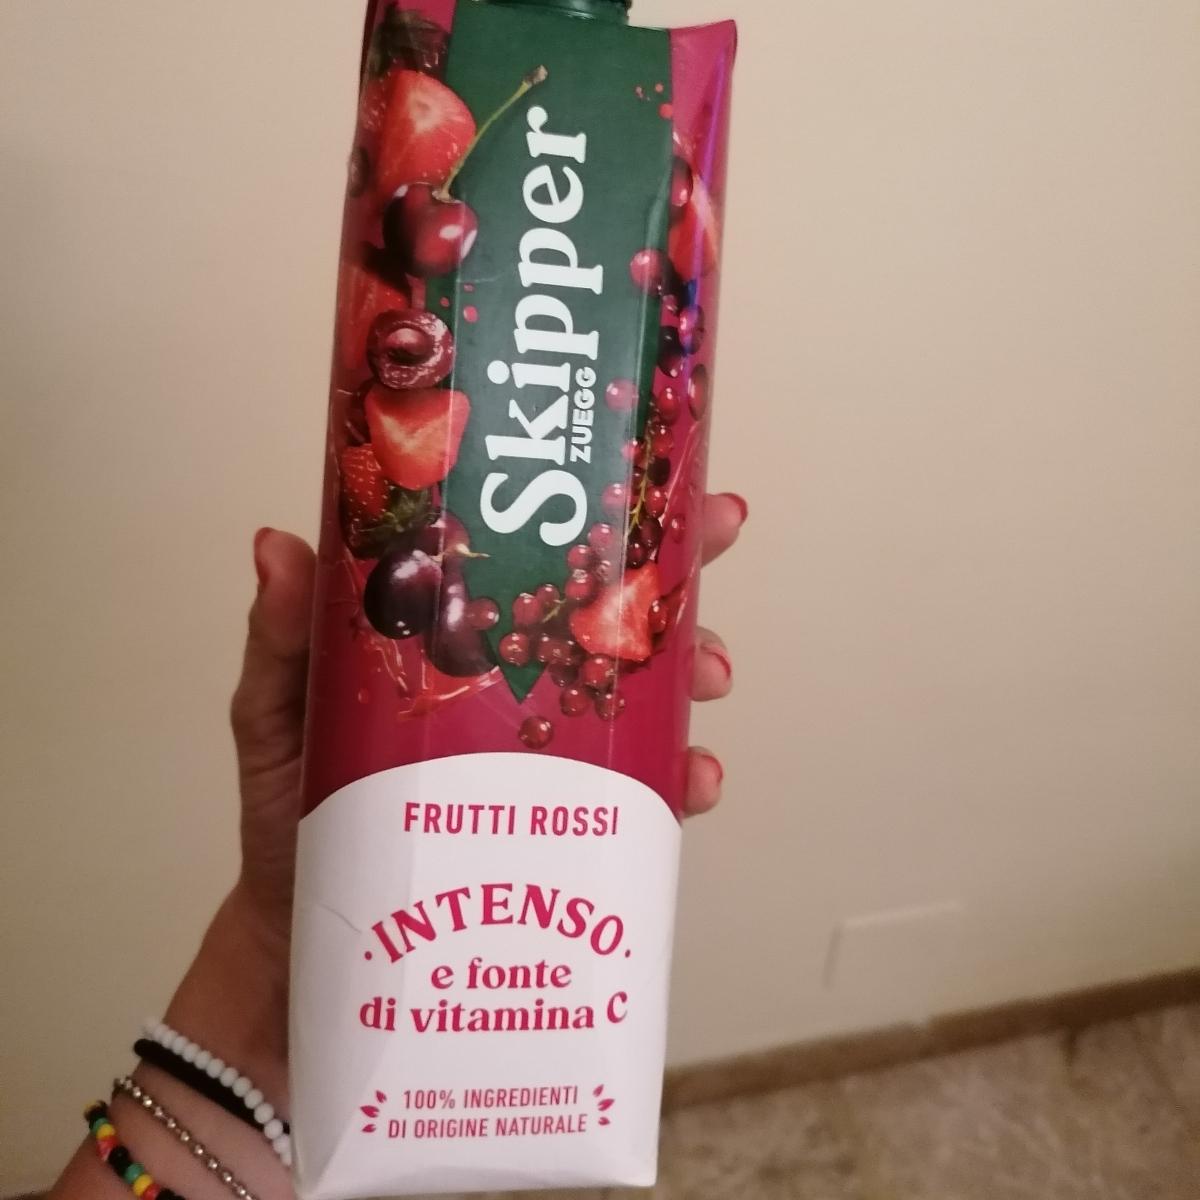 Skipper
ZUEGG
FRUTTI ROSSI
·INTENSO·
e fonte
di vitamina C
100% INGREDIENTI
DI ORIGINE NATURALE